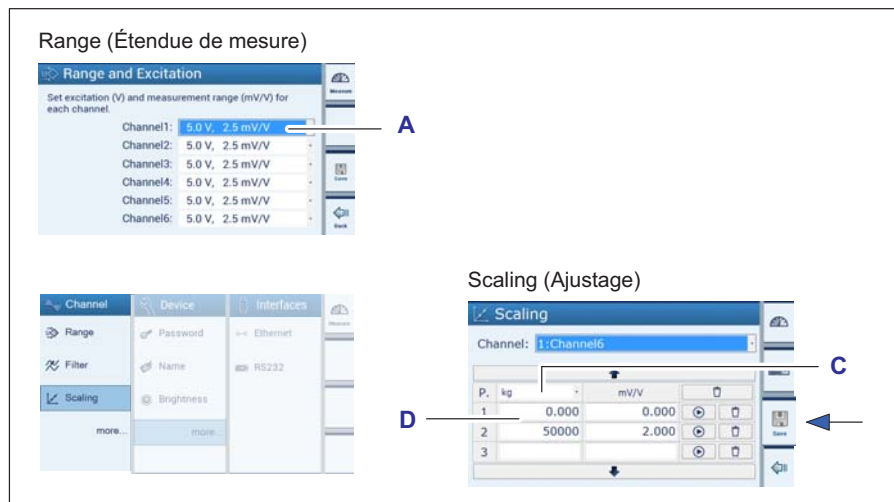 Range (Étendue de mesure)
Range and Excitation
Measure
Set excitation (V) and measurement range (mV/V) for
each channel.
Channel1: 5.0 V, 2.5 mV/V
A
Channel2: 5.0 V, 2.5 mV/V
Channel3: 5.0 V, 2.5 mV/V
Channel4: 5.0 V, 2.5 mV/V
Save
Channel5: 5.0 V, 2.5 mV/V
Channel6: 5.0 V, 2.5 mV/V
Back
Channel Device Interfaces
Measure
Range Password Ethernet
Filter Name RS232
Scaling Brightness
more... more...
Scaling (Ajustage)
Scaling
Channel: 1:Channel6
C
P. kg mV/V
D
1 0.000 0.000
2 50000 2.000
3
Save